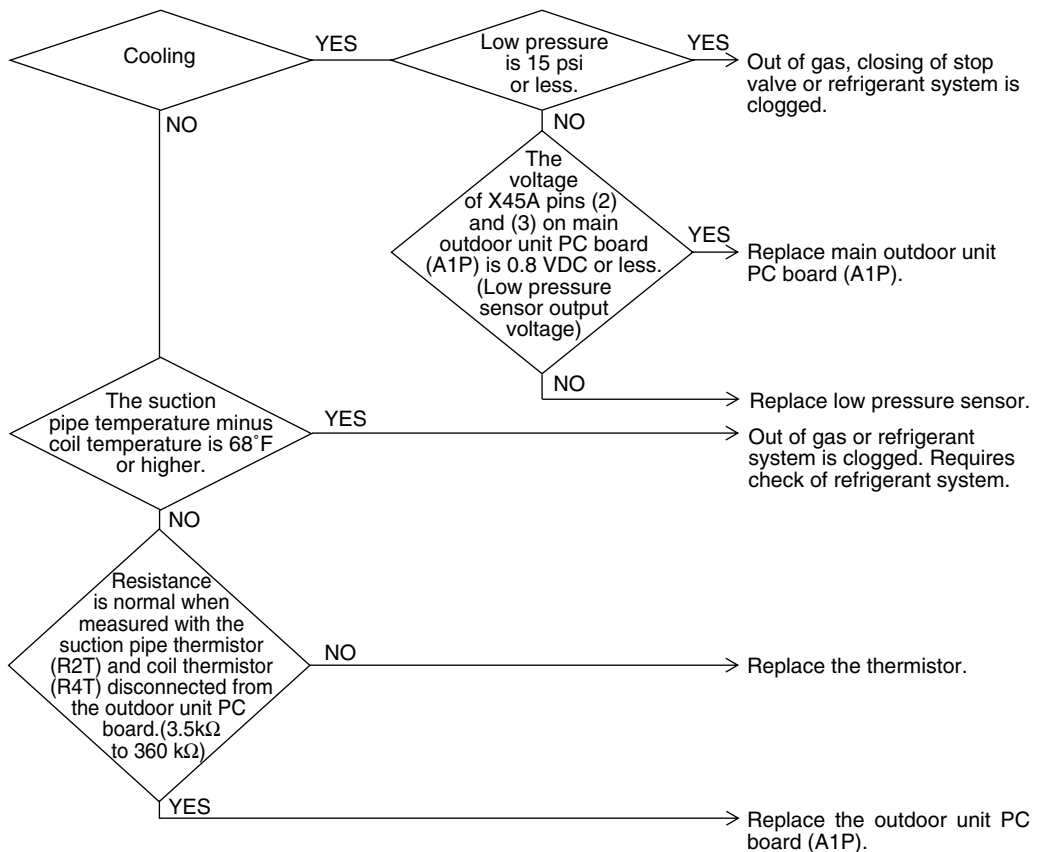 Cooling
YES
Low pressure
is 15 psi
or less.
YES
Out of gas, closing of stop
valve or refrigerant system is
clogged.
NO
NO
The
voltage
of X45A pins (2)
and (3) on main
outdoor unit PC board
(A1P) is 0.8 VDC or less.
(Low pressure
sensor output
voltage)
YES
Replace main outdoor unit
PC board (A1P).
NO
Replace low pressure sensor.
The suction
pipe temperature minus
coil temperature is 68˚F
or higher.
YES
Out of gas or refrigerant
system is clogged. Requires
check of refrigerant system.
NO
Resistance
is normal when
measured with the
suction pipe thermistor
(R2T) and coil thermistor
(R4T) disconnected from
the outdoor unit PC
board.(3.5kΩ
to 360 kΩ)
NO
Replace the thermistor.
YES
Replace the outdoor unit PC
board (A1P).